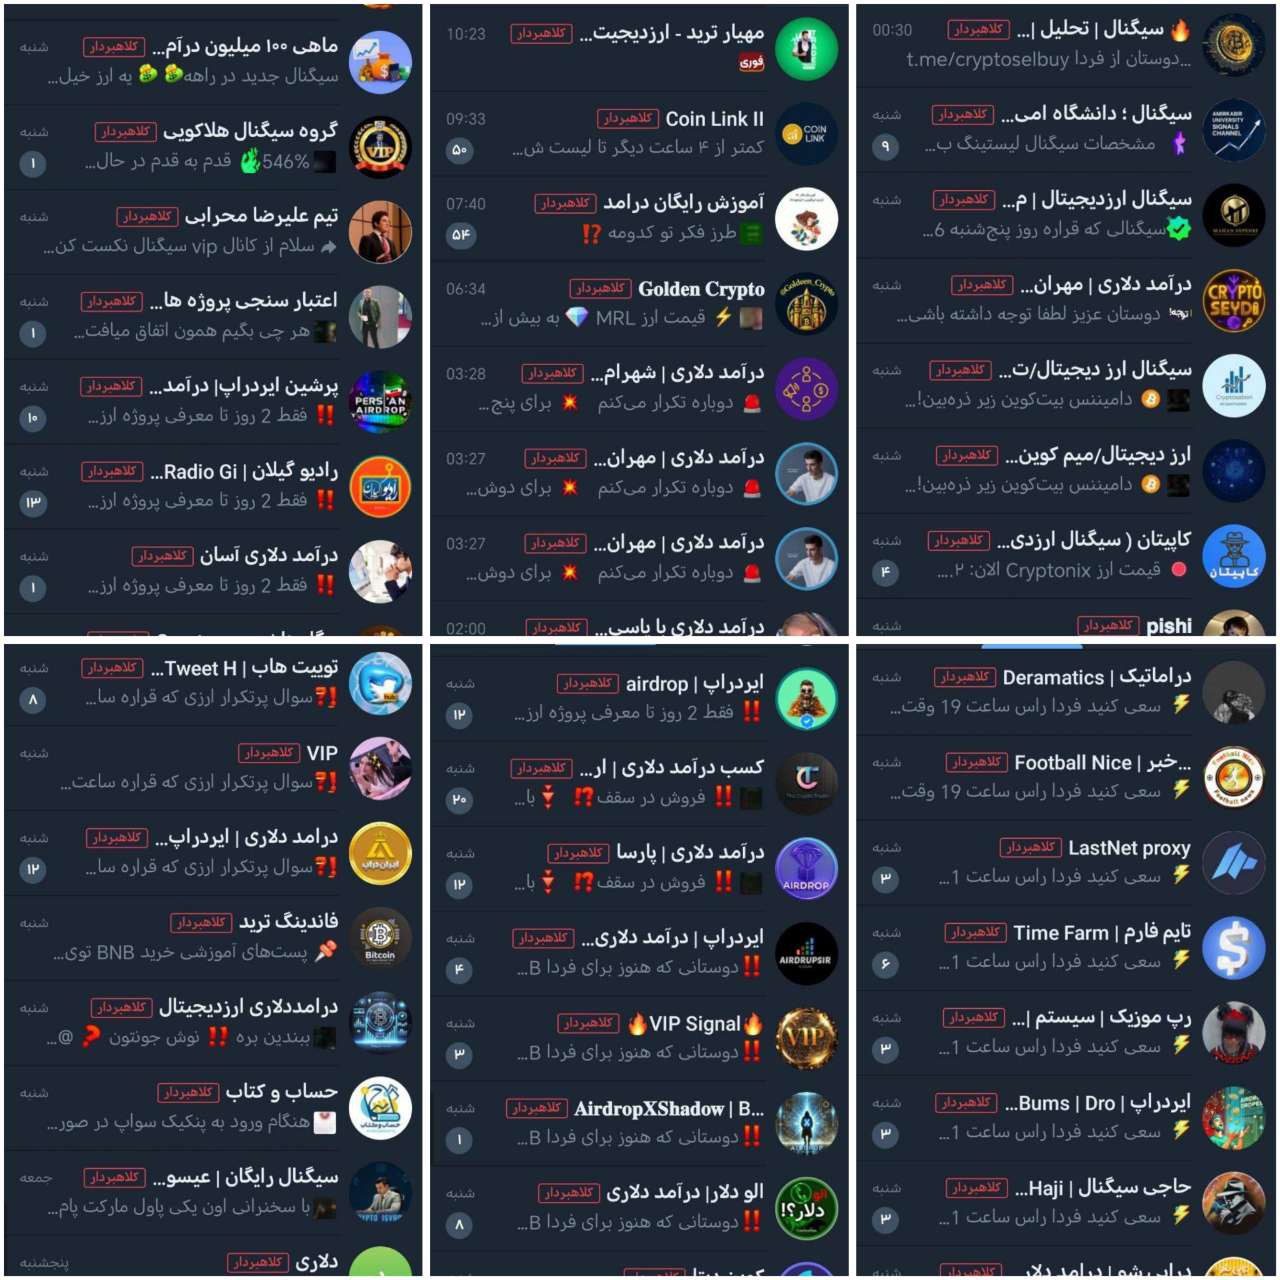 سیگنال | تحلیل |...
کلاهبردار
00:30
دوستان از فردا t.me/cryptoselbuy...
سیگنال ؛ دانشگاه امی...
کلاهبردار
شنبه
مشخصات سیگنال لیستینگ ب...
۹
سیگنال ارزدیجیتال | م...
کلاهبردار
شنبه
سیگنالی که قراره روز پنج‌شنبه 6...
درآمد دلاری | مهران...
کلاهبردار
شنبه
دوستان عزیز لطفا توجه داشته باشی...
سیگنال ارز دیجیتال/ت...
کلاهبردار
شنبه
دامیننس بیت‌کوین زیر ذره‌بین!...
ارز دیجیتال/میم کوین...
کلاهبردار
شنبه
دامیننس بیت‌کوین زیر ذره‌بین!...
کاپیتان ( سیگنال ارزدی...
کلاهبردار
شنبه
قیمت ارز Cryptonix الان: ۲....
۴
pishi
کلاهبردار
شنبه
مهیار ترید - ارزدیجیت...
کلاهبردار
10:23
فوری
Coin Link II
کلاهبردار
09:33
کمتر از ۴ ساعت دیگر تا لیست ش...
۵۰
آموزش رایگان درامد
کلاهبردار
07:40
طرز فکر تو کدومه ⁉️
۵۴
Golden Crypto
کلاهبردار
06:34
قیمت ارز MRL به بیش از...
درآمد دلاری | شهرام...
کلاهبردار
03:28
دوباره تکرار می‌کنم برای پنج...
درآمد دلاری | مهران...
کلاهبردار
03:27
دوباره تکرار می‌کنم برای دوش...
درآمد دلاری | مهران...
کلاهبردار
03:27
دوباره تکرار می‌کنم برای دوش...
درآمد دلاری با یاسی...
کلاهبردار
02:00
ماهی ۱۰۰ میلیون درآم...
کلاهبردار
شنبه
سیگنال جدید در راهه یه ارز خیل...
گروه سیگنال هلاکویی
کلاهبردار
شنبه
546% قدم به قدم در حال...
۱
تیم علیرضا محرابی
کلاهبردار
شنبه
سلام از کانال vip سیگنال نکست کن...
اعتبار سنجی پروژه ها...
کلاهبردار
شنبه
هر چی بگیم همون اتفاق میافت...
۱
پرشین ایردراپ| درآمد...
کلاهبردار
شنبه
‼️ فقط 2 روز تا معرفی پروژه ارز...
۱۰
رادیو گیلان | Radio Gi...
کلاهبردار
شنبه
‼️ فقط 2 روز تا معرفی پروژه ارز...
۱۳
درآمد دلاری آسان
کلاهبردار
شنبه
‼️ فقط 2 روز تا معرفی پروژه ارز...
۱
دراماتیک | Deramatics
کلاهبردار
شنبه
سعی کنید فردا راس ساعت 19 وقت...
خبر | Football Nice...
کلاهبردار
شنبه
سعی کنید فردا راس ساعت 19 وقت...
LastNet proxy
کلاهبردار
شنبه
سعی کنید فردا راس ساعت 1...
۳
تایم فارم | Time Farm
کلاهبردار
شنبه
سعی کنید فردا راس ساعت 1...
۶
رپ موزیک | سیستم |...
کلاهبردار
شنبه
سعی کنید فردا راس ساعت 1...
۳
ایردراپ | Bums | Dro...
کلاهبردار
شنبه
سعی کنید فردا راس ساعت 1...
۳
حاجی سیگنال | Haji...
کلاهبردار
شنبه
سعی کنید فردا راس ساعت 1...
۳
ایردراپ | airdrop
کلاهبردار
شنبه
‼️ فقط 2 روز تا معرفی پروژه ارز...
۱۲
کسب درآمد دلاری | ار...
کلاهبردار
شنبه
‼️ فروش در سقف⁉️ با...
۲۰
درآمد دلاری | پارسا
کلاهبردار
شنبه
‼️ فروش در سقف⁉️ با...
۱۲
ایردراپ | درآمد دلاری...
کلاهبردار
شنبه
‼️دوستانی که هنوز برای فردا B...
۴
VIP Signal
کلاهبردار
شنبه
‼️دوستانی که هنوز برای فردا B...
۳
AirdropXShadow | B...
کلاهبردار
شنبه
‼️دوستانی که هنوز برای فردا B...
۱
الو دلار| درآمد دلاری
کلاهبردار
شنبه
‼️دوستانی که هنوز برای فردا B...
۸
توییت هاب | Tweet H...
کلاهبردار
شنبه
سوال پرتکرار ارزی که قراره سا...
۸
VIP
کلاهبردار
شنبه
سوال پرتکرار ارزی که قراره ساعت...
درامد دلاری | ایردراپ...
کلاهبردار
شنبه
سوال پرتکرار ارزی که قراره سا...
۱۲
فاندینگ ترید
کلاهبردار
شنبه
پست‌های آموزشی خرید BNB توی...
درامددلاری ارزدیجیتال
کلاهبردار
شنبه
ببندین بره ‼️ نوش جونتون ❓ @...
حساب و کتاب
کلاهبردار
شنبه
هنگام ورود به پنکیک سواپ در صور...
سیگنال رایگان | عیسو...
کلاهبردار
جمعه
با سخنرانی اون یکی پاول مارکت پام...
دلاری
کلاهبردار
پنجشنبه